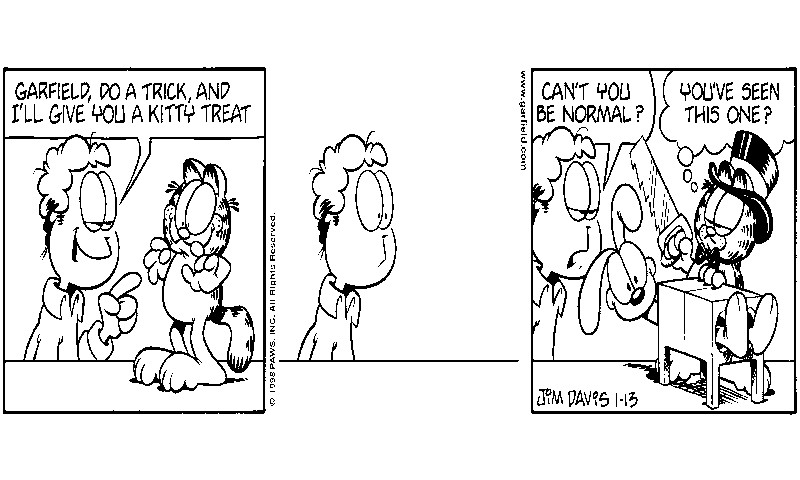 GARFIELD, DO A TRICK, AND
I'LL GIVE YOU A KITTY TREAT
© 1998 PAWS, INC. All Rights Reserved.
www.garfield.com
CAN'T YOU
BE NORMAL?
YOU'VE SEEN
THIS ONE?
JIM DAVIS 1-13